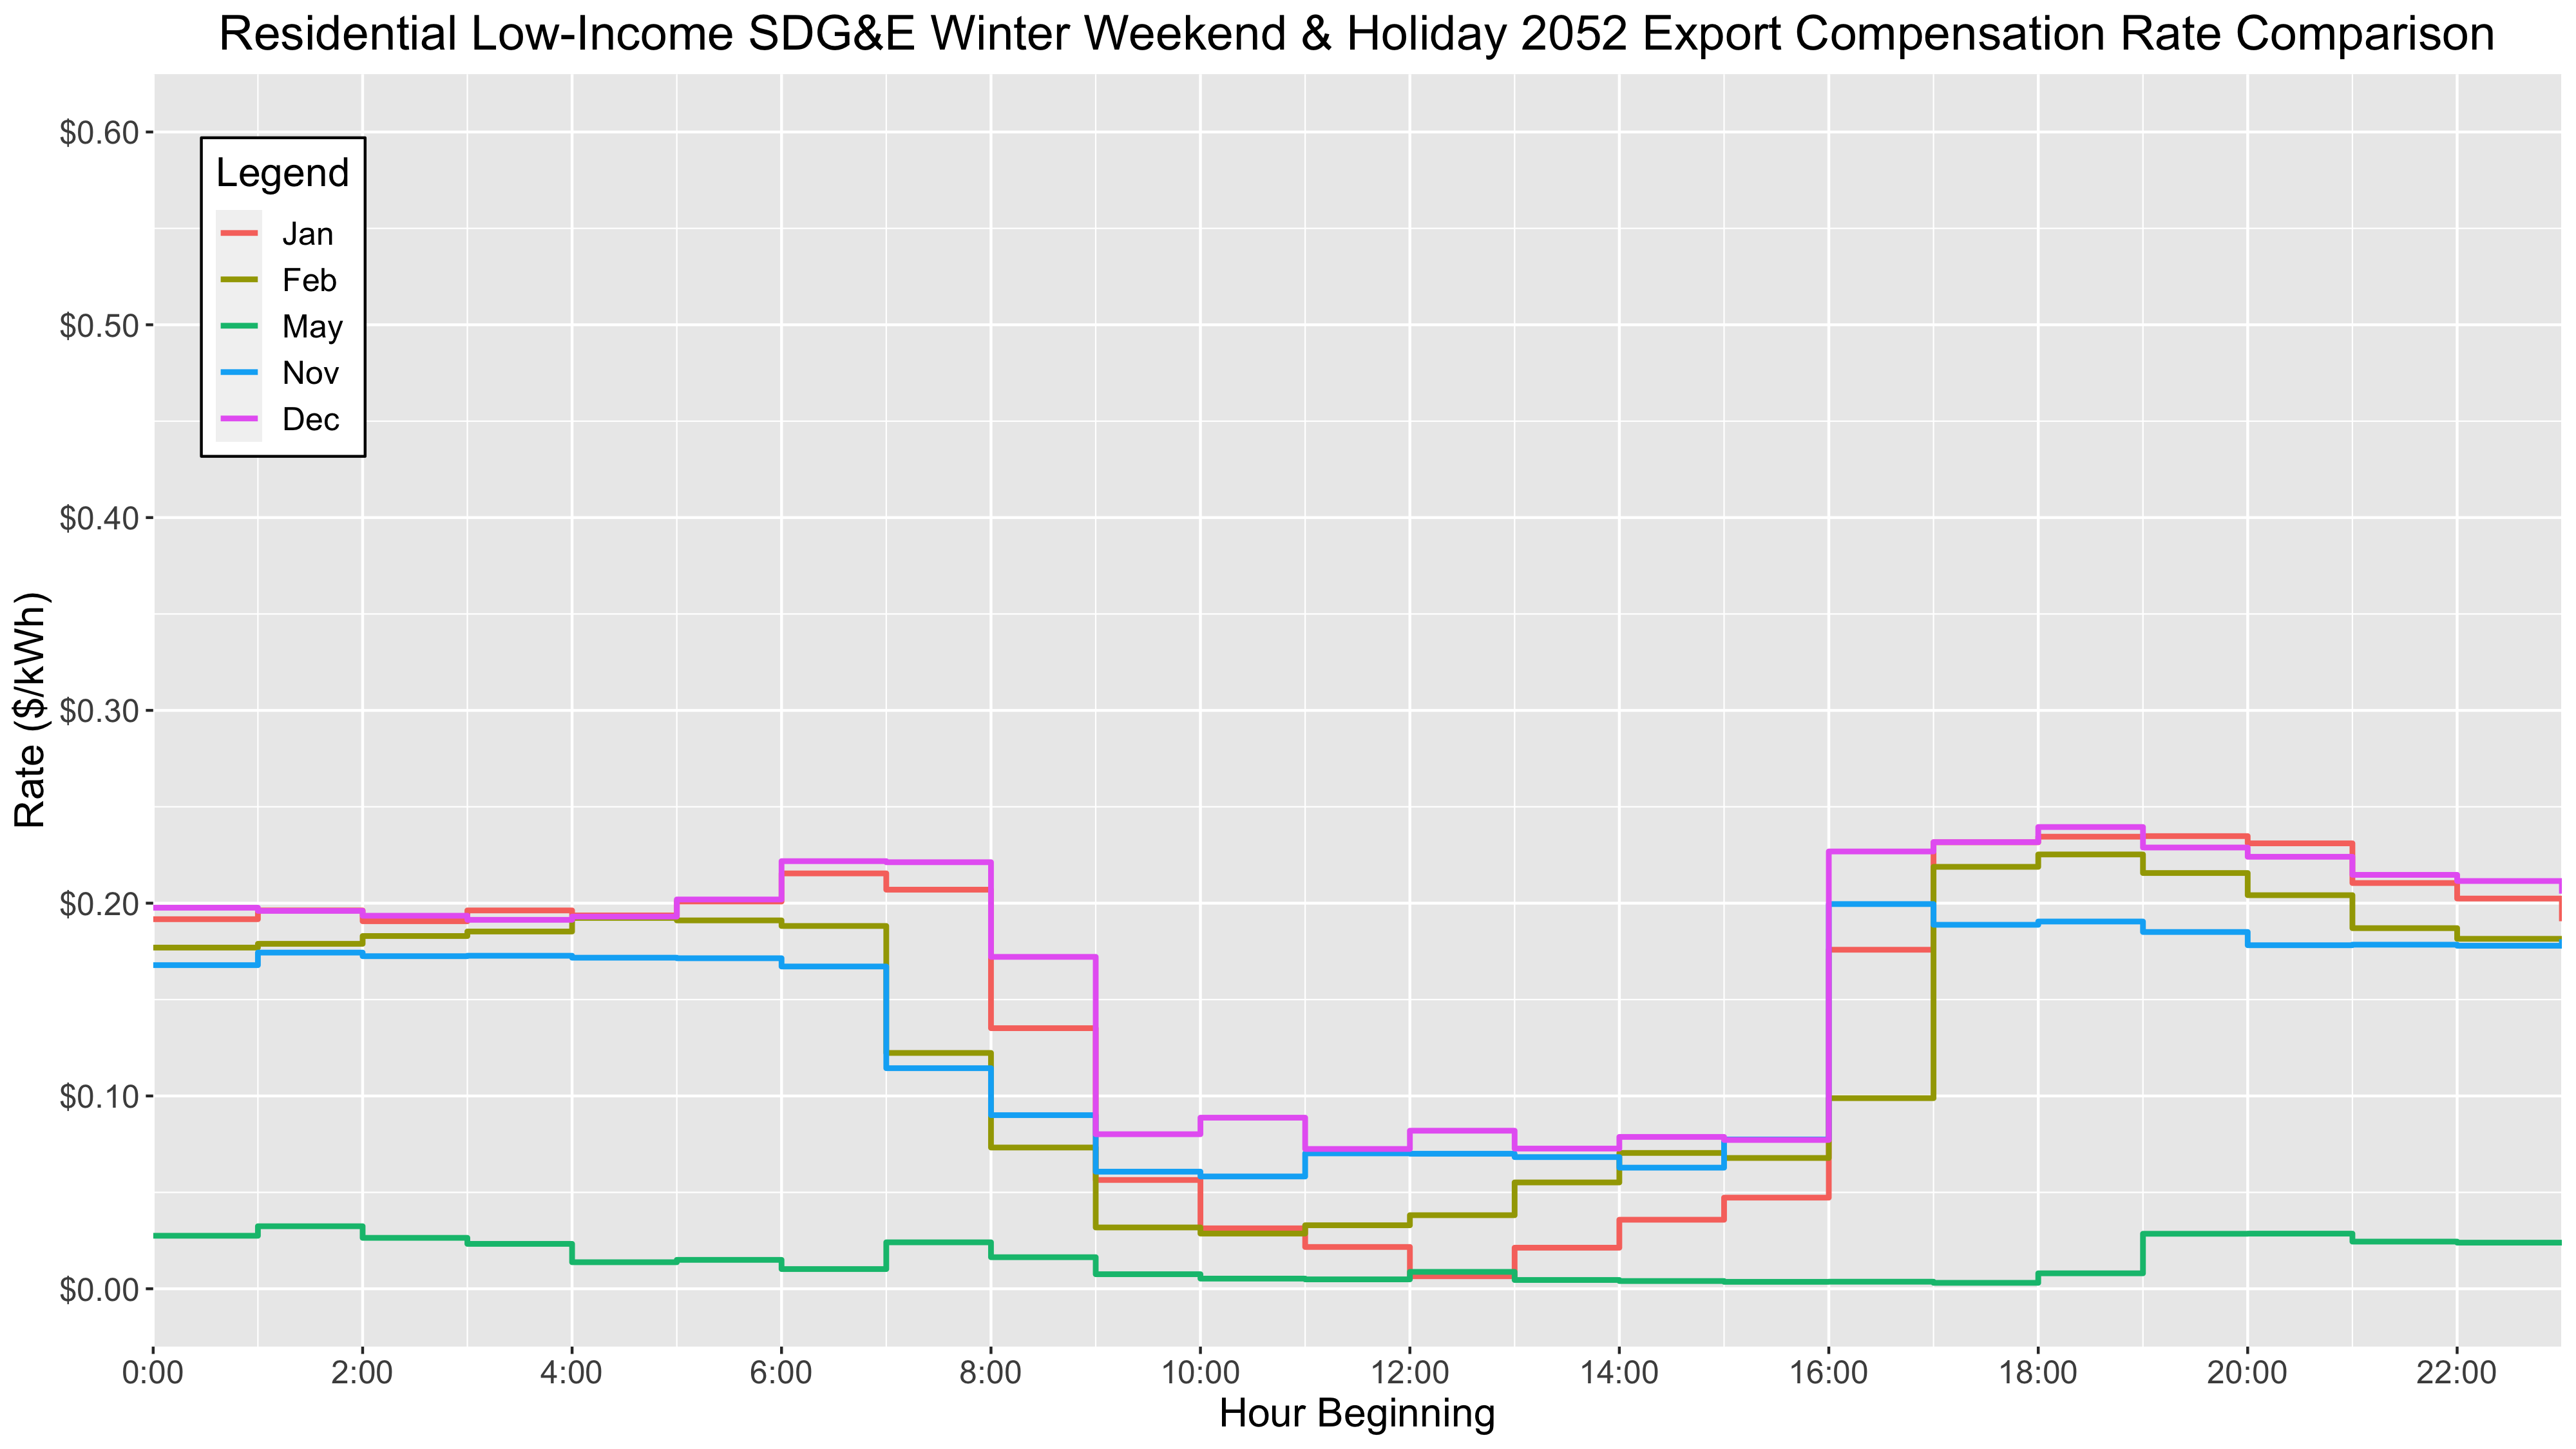 Residential Low-Income SDG&E Winter Weekend & Holiday 2052 Export Compensation Rate Comparison
$0.60
$0.50
$0.40
$0.30
$0.20
$0.10
$0.00
Rate ($/kWh)
Legend
Jan
Feb
May
Nov
Dec
0:00 2:00 4:00 6:00 8:00 10:00 12:00 14:00 16:00 18:00 20:00 22:00
Hour Beginning